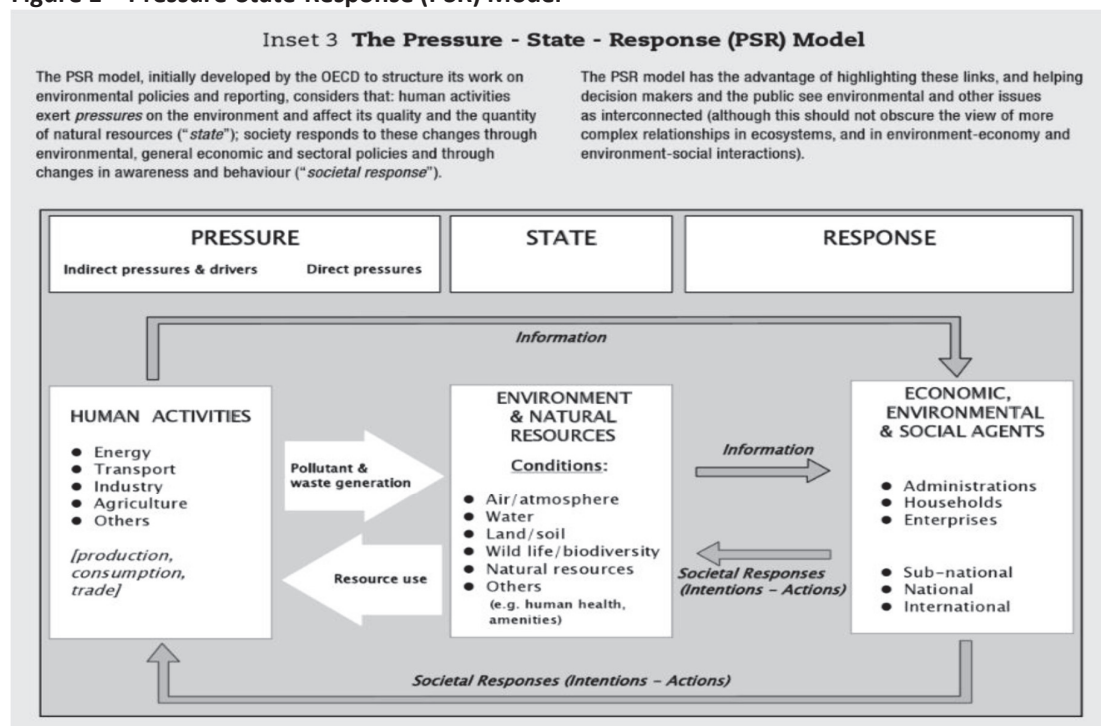 Inset 3 The Pressure - State - Response (PSR) Model
The PSR model, initially developed by the OECD to structure its work on
environmental policies and reporting, considers that: human activities
exert pressures on the environment and affect its quality and the quantity
of natural resources (“state”); society responds to these changes through
environmental, general economic and sectoral policies and through
changes in awareness and behaviour (“societal response”).
The PSR model has the advantage of highlighting these links, and helping
decision makers and the public see environmental and other issues
as interconnected (although this should not obscure the view of more
complex relationships in ecosystems, and in environment-economy and
environment-social interactions).
PRESSURE
Indirect pressures & drivers Direct pressures
STATE
RESPONSE
Information
HUMAN ACTIVITIES
● Energy
● Transport
● Industry
● Agriculture
● Others
[production,
consumption,
trade]
Pollutant &
waste generation
Resource use
ENVIRONMENT
& NATURAL
RESOURCES
Conditions:
● Air/atmosphere
● Water
● Land/soil
● Wild life/biodiversity
● Natural resources
● Others
(e.g. human health,
amenities)
Information
Societal Responses
(Intentions – Actions)
ECONOMIC,
ENVIRONMENTAL
& SOCIAL AGENTS
● Administrations
● Households
● Enterprises
● Sub-national
● National
● International
Societal Responses (Intentions – Actions)